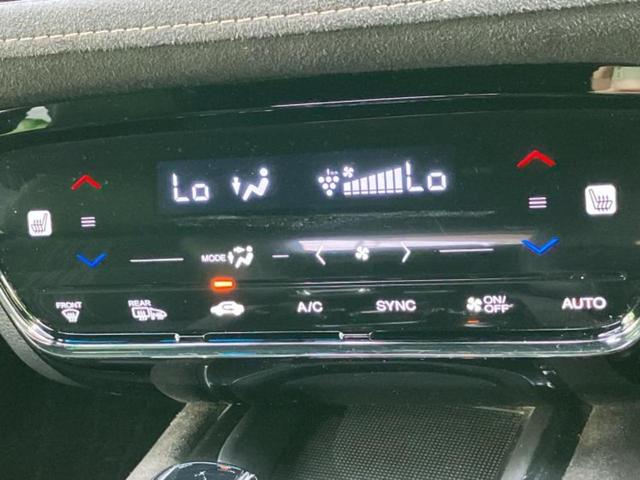 Lo Lo
MODE
FRONT REAR A/C SYNC ON/OFF AUTO